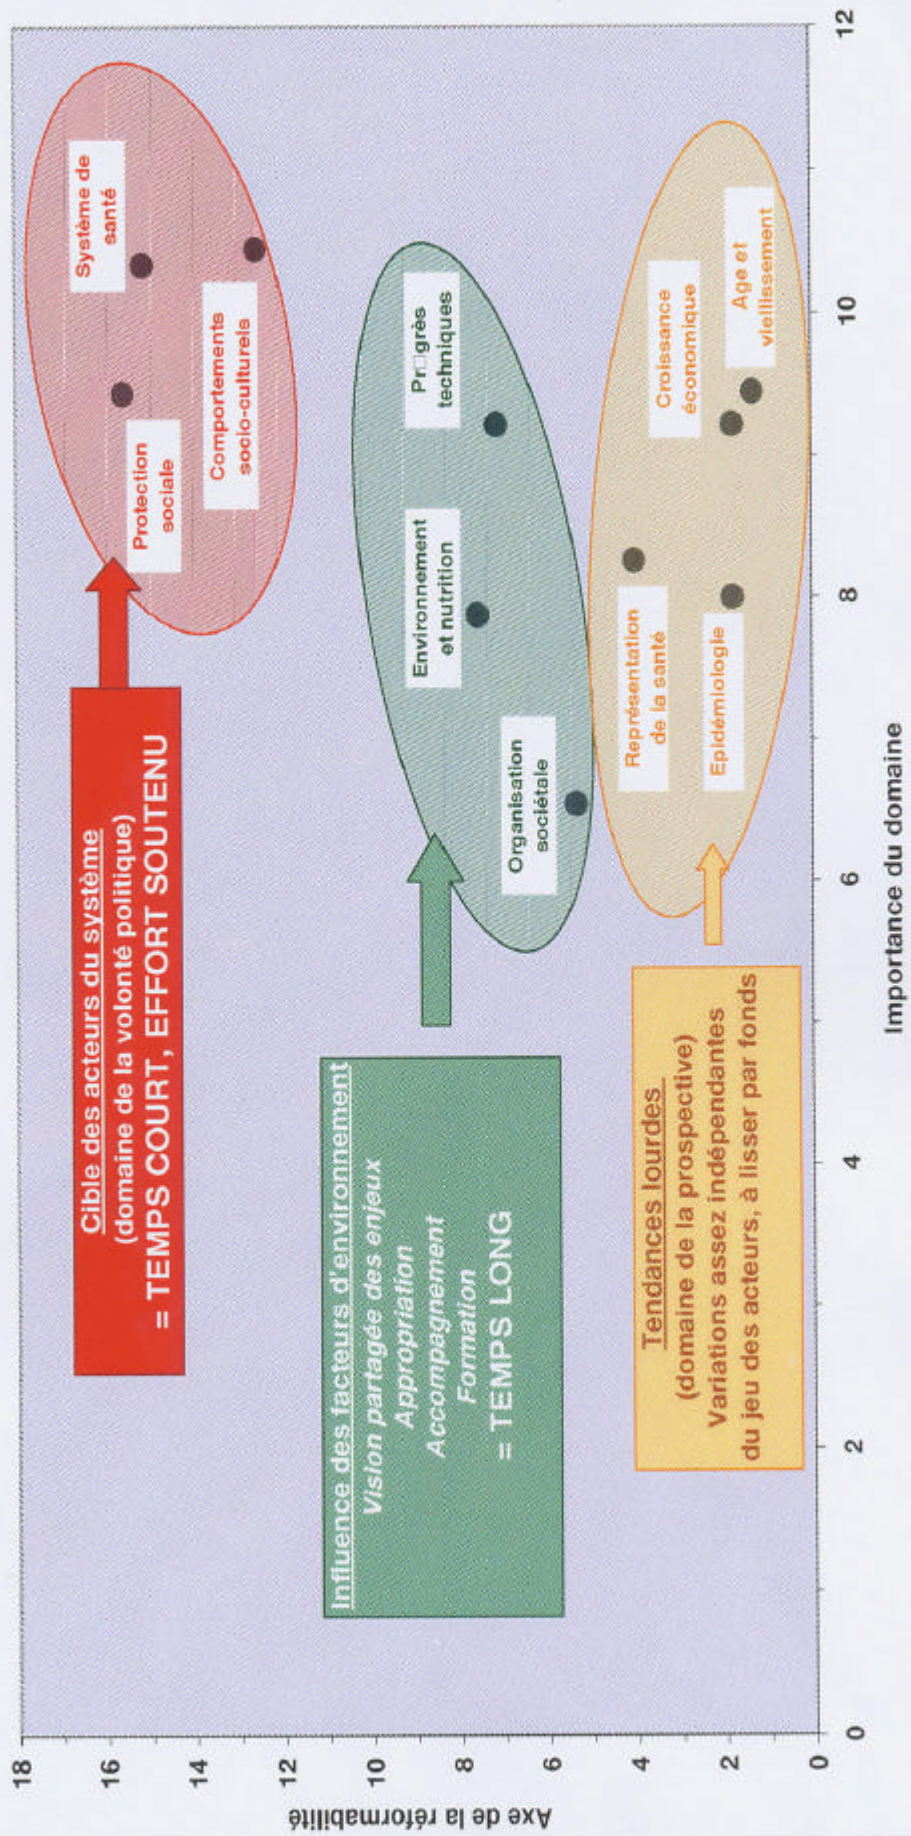 Axe de la réformabilité
18
16
14
12
10
8
6
4
2
0
Cible des acteurs du système
(domaine de la volonté politique)
= TEMPS COURT, EFFORT SOUTENU
Protection
sociale
Système de
santé
Comportements
socio-culturels
Influence des facteurs d'environnement
Vision partagée des enjeux
Appropriation
Accompagnement
Formation
= TEMPS LONG
Organisation
sociétale
Environnement
et nutrition
Pr□grès
techniques
Tendances lourdes
(domaine de la prospective)
Variations assez indépendantes
du jeu des acteurs, à lisser par fonds
Représentation
de la santé
Epidémiologie
Croissance
économique
Age et
vieillissement
0
2
4
6
8
10
12
Importance du domaine